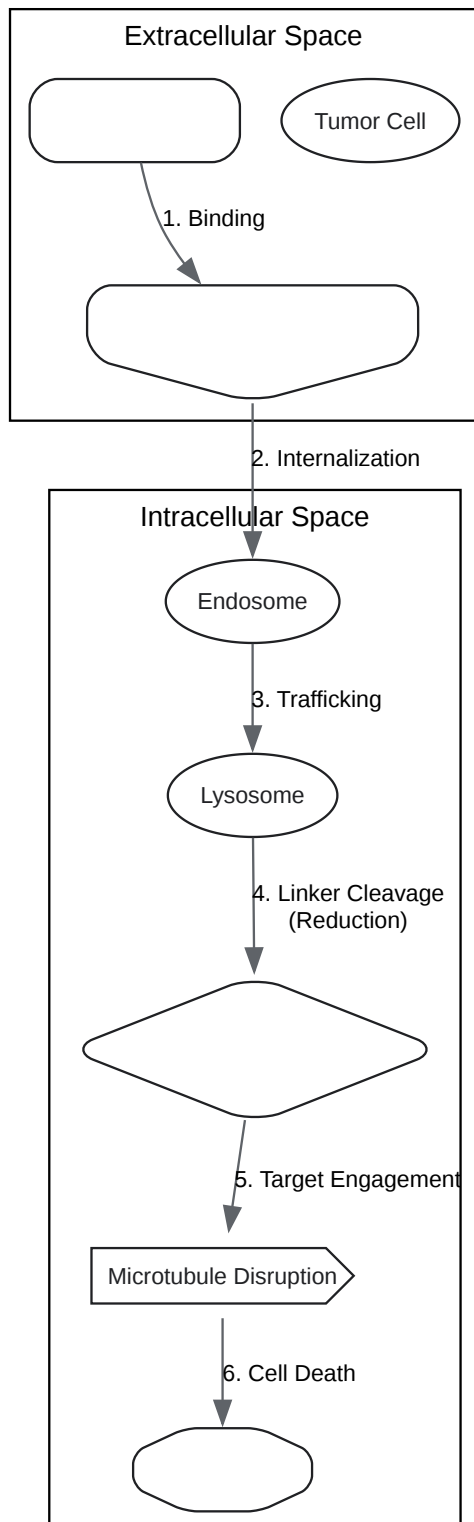 Extracellular Space
Tumor Cell
1. Binding
2. Internalization
Intracellular Space
Endosome
3. Trafficking
Lysosome
4. Linker Cleavage
(Reduction)
5. Target Engagement
Microtubule Disruption
6. Cell Death